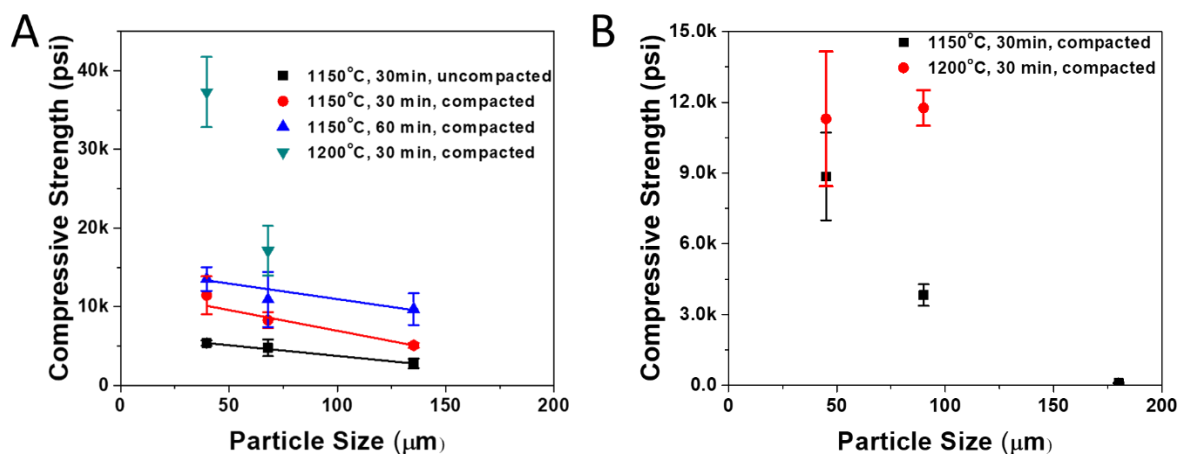 A
Compressive Strength (psi)
40k
30k
20k
10k
0
0 50 100 150 200
Particle Size (μm)
1150°C, 30min, uncompacted
1150°C, 30 min, compacted
1150°C, 60 min, compacted
1200°C, 30 min, compacted
B
Compressive Strength (psi)
15.0k
12.0k
9.0k
6.0k
3.0k
0.0
0 50 100 150 200
Particle Size (μm)
1150°C, 30min, compacted
1200°C, 30 min, compacted